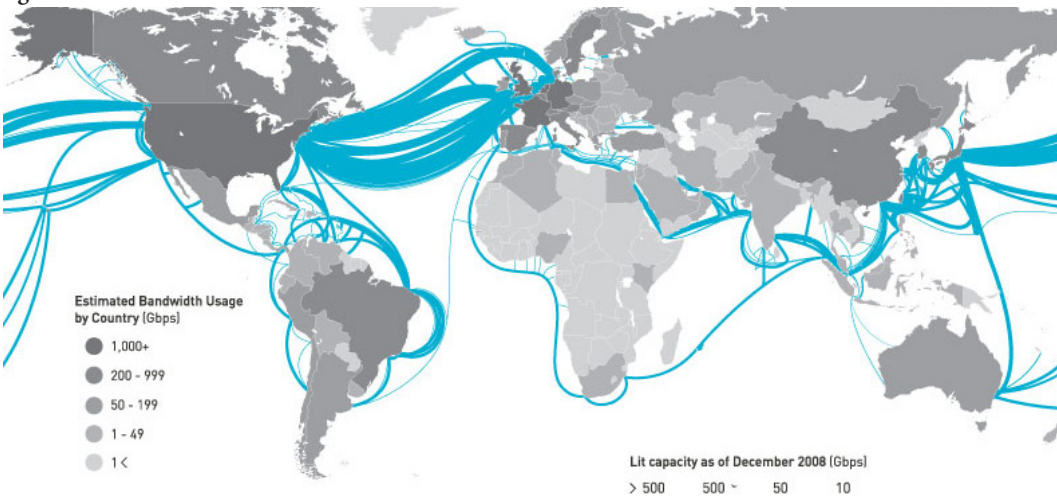 Estimated Bandwidth Usage
by Country (Gbps)
1,000+
200 - 999
50 - 199
1 - 49
1 <
Lit capacity as of December 2008 (Gbps)
> 500 500 ~ 50 10